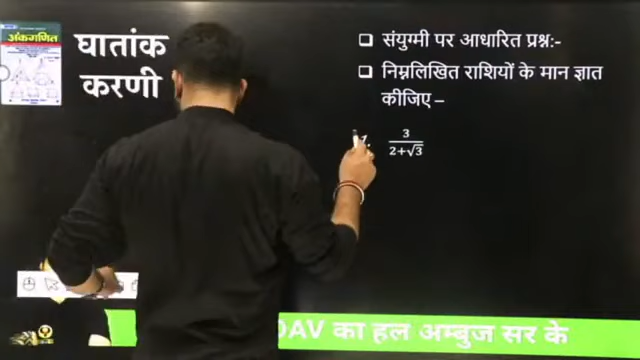 अंकगणित
घातांक
करणी
❑ संयुग्मी पर आधारित प्रश्न:-
❑ निम्नलिखित राशियों के मान ज्ञात
कीजिए –
3
2+√3
DAV का हल अम्बुज सर के